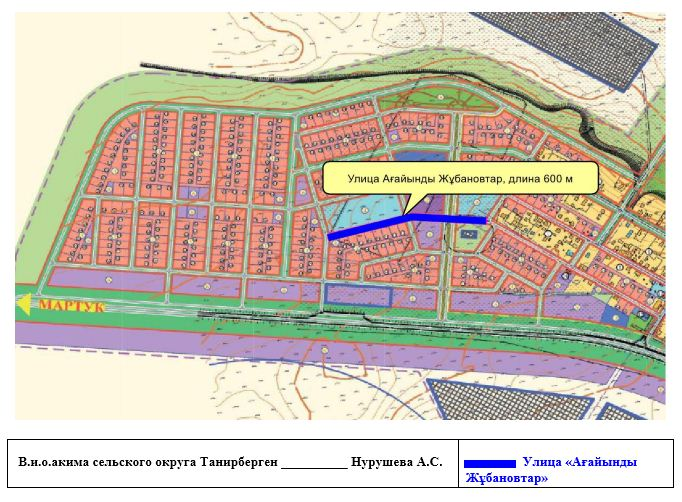 Улица Ағайынды Жұбановтар, длина 600 м
МАРТУК
В.и.о.акима сельского округа Танирберген __________ Нурушева А.С.
Улица «Ағайынды
Жұбановтар»